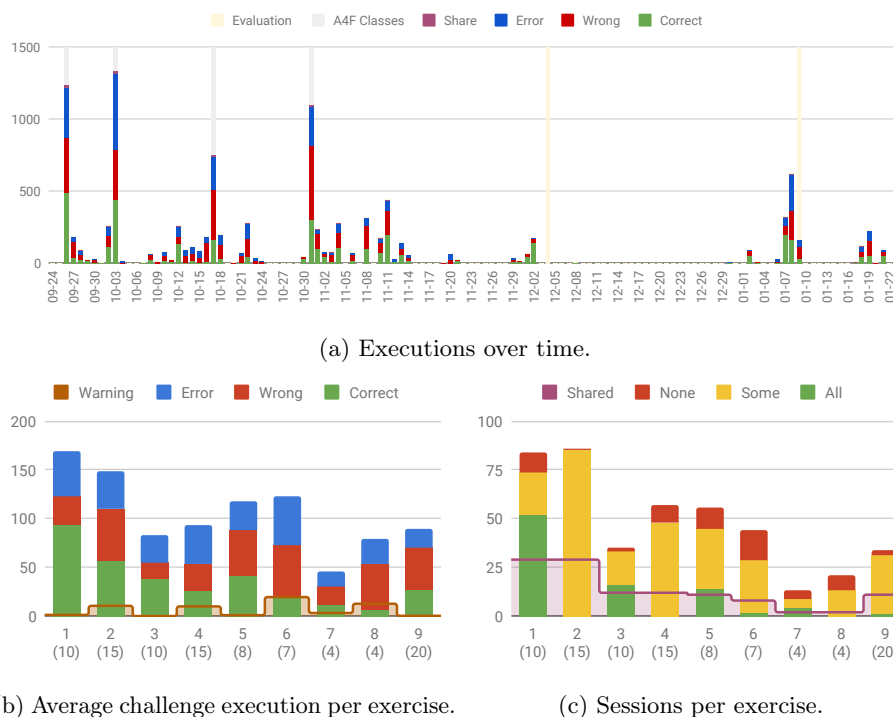 Evaluation A4F Classes Share Error Wrong Correct
1500
1000
500
0
09-24 09-27 09-30 10-03 10-06 10-09 10-12 10-15 10-18 10-21 10-24 10-27 10-30 11-02 11-05 11-08 11-11 11-14 11-17 11-20 11-23 11-26 11-29 12-02 12-05 12-08 12-11 12-14 12-17 12-20 12-23 12-26 12-29 01-01 01-04 01-07 01-10 01-13 01-16 01-19 01-22
(a) Executions over time.
Warning Error Wrong Correct
200
150
100
50
0
1 2 3 4 5 6 7 8 9
(10) (15) (10) (15) (8) (7) (4) (4) (20)
b) Average challenge execution per exercise.
Shared None Some All
100
75
50
25
0
1 2 3 4 5 6 7 8 9
(10) (15) (10) (15) (8) (7) (4) (4) (20
(c) Sessions per exercise.